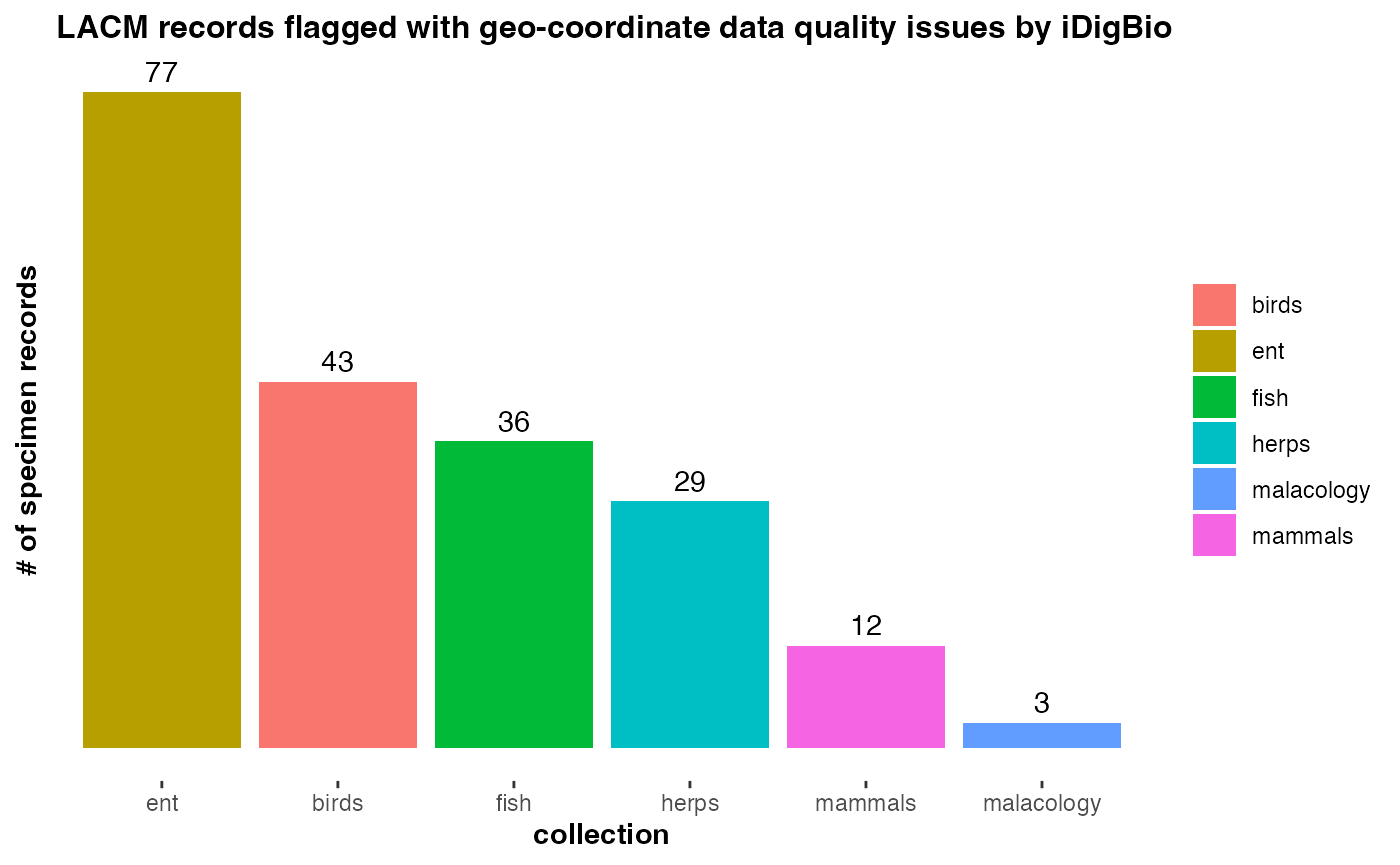 LACM records flagged with geo-coordinate data quality issues by iDigBio
77
43
36
29
12
3
# of specimen records
ent
birds
fish
herps
mammals
malacology
collection
birds
ent
fish
herps
malacology
mammals